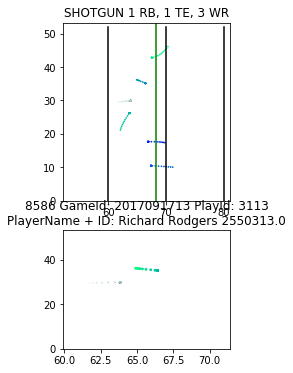 SHOTGUN 1 RB, 1 TE, 3 WR
50
40
30
20
10
0
60 70 80
8586 GameId: 2017091713 PlayId: 3113
PlayerName + ID: Richard Rodgers 2550313.0
40
20
0
60.0 62.5 65.0 67.5 70.0